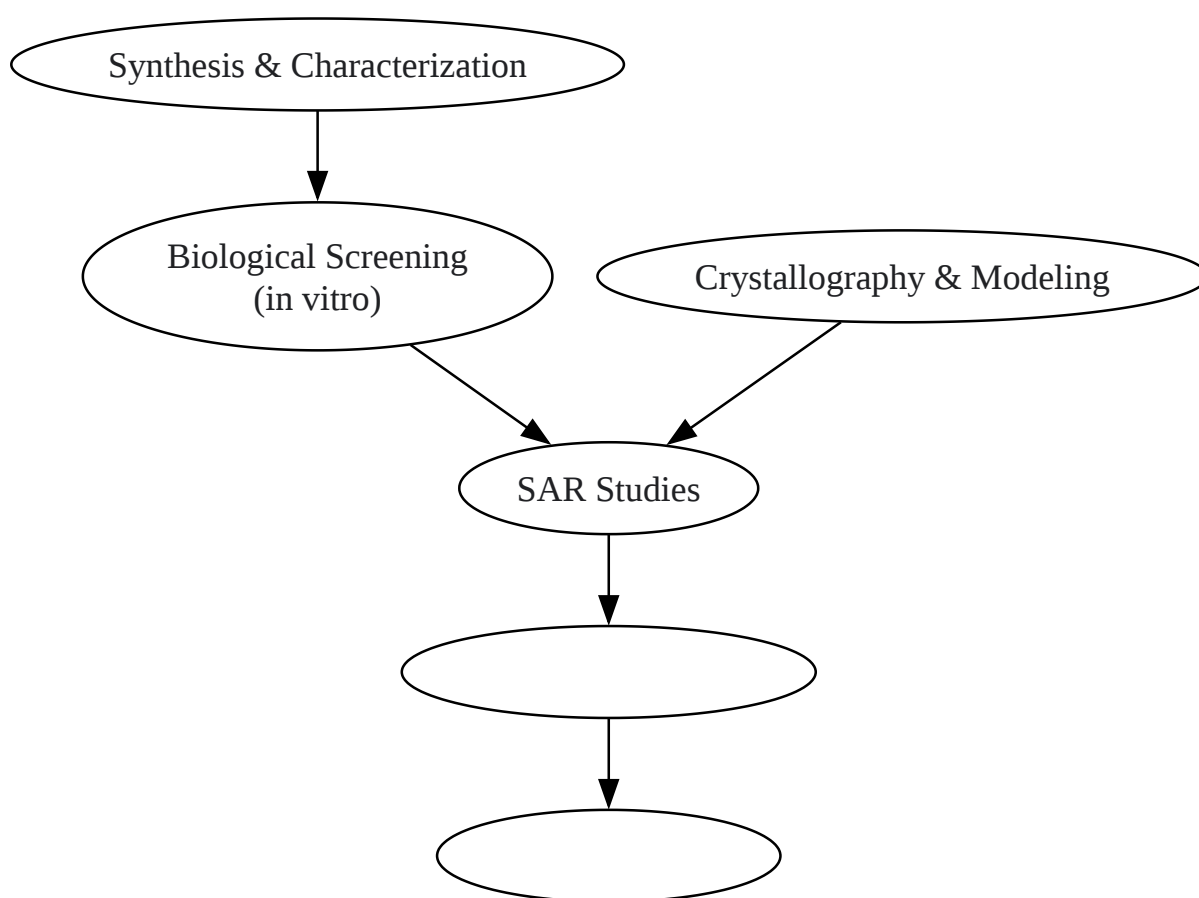 Synthesis & Characterization
Biological Screening
(in vitro)
Crystallography & Modeling
SAR Studies